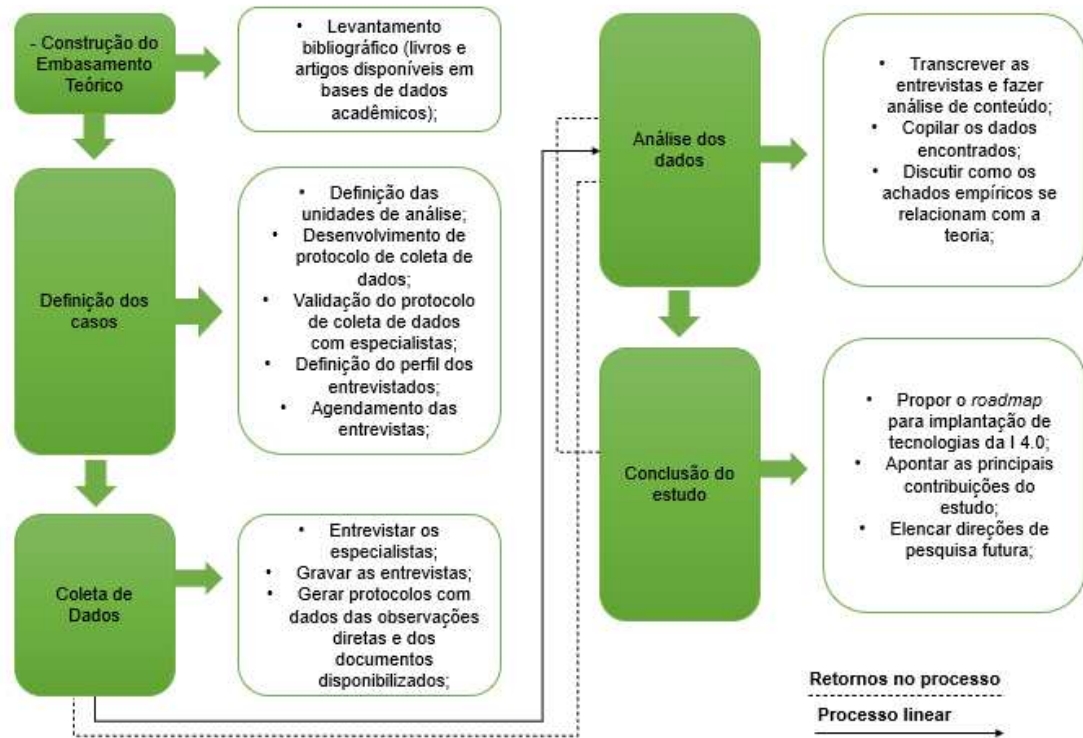 - Construção do
Embasamento
Teórico
• Levantamento
bibliográfico (livros e
artigos disponíveis em
bases de dados
acadêmicos);
Definição dos
casos
• Definição das
unidades de análise;
• Desenvolvimento de
protocolo de coleta de
dados;
• Validação do protocolo
de coleta de dados
com especialistas;
• Definição do perfil dos
entrevistados;
• Agendamento das
entrevistas;
Coleta de
Dados
• Entrevistar os
especialistas;
• Gravar as entrevistas;
• Gerar protocolos com
dados das observações
diretas e dos
documentos
disponibilizados;
Análise dos
dados
• Transcrever as
entrevistas e fazer
análise de conteúdo;
• Copilar os dados
encontrados;
• Discutir como os
achados empíricos se
relacionam com a
teoria;
Conclusão do
estudo
• Propor o roadmap
para implantação de
tecnologias da I 4.0;
• Apontar as principais
contribuições do
estudo;
• Elencar direções de
pesquisa futura;
Retornos no processo
Processo linear